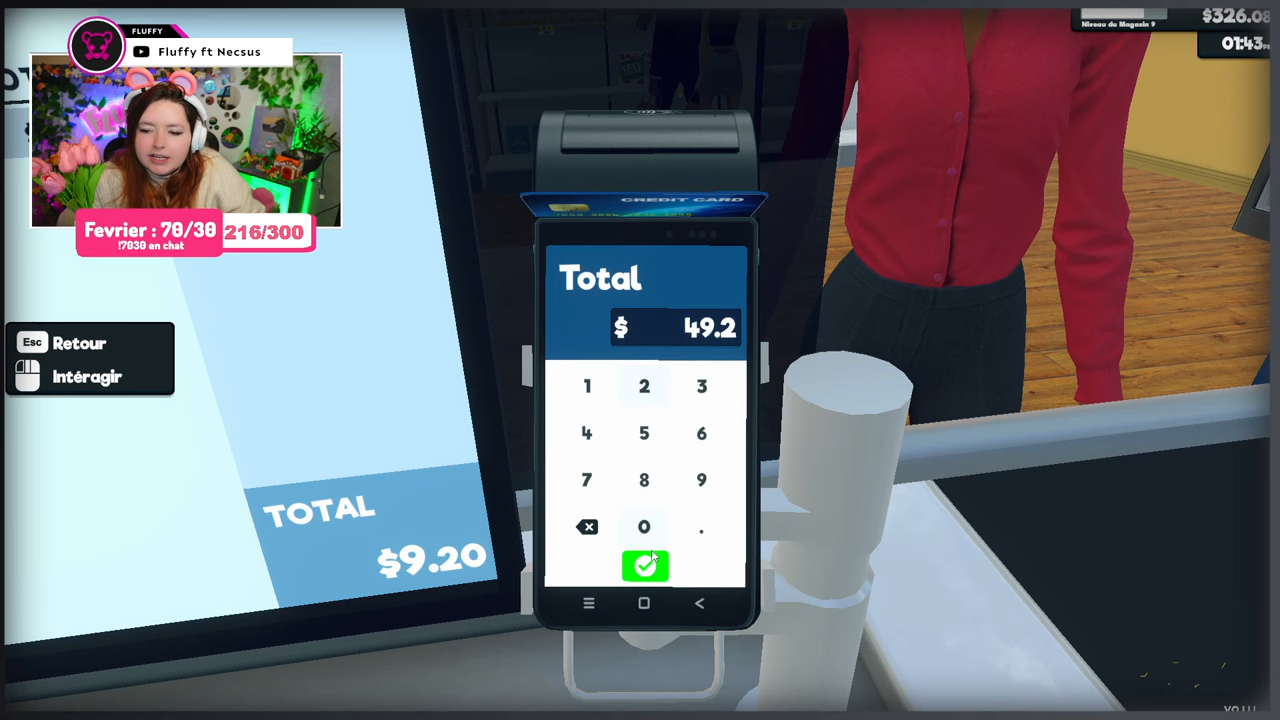 FLUFFY
Fluffy ft Necsus
Fevrier : 70/30
!7030 en chat
216/300
Esc Retour
Intéragir
TOTAL
$9.20
CREDIT CARD
Total
$ 49.2
1 2 3
4 5 6
7 8 9
0 .
$326.08
Niveau du Magasin 9
01:43